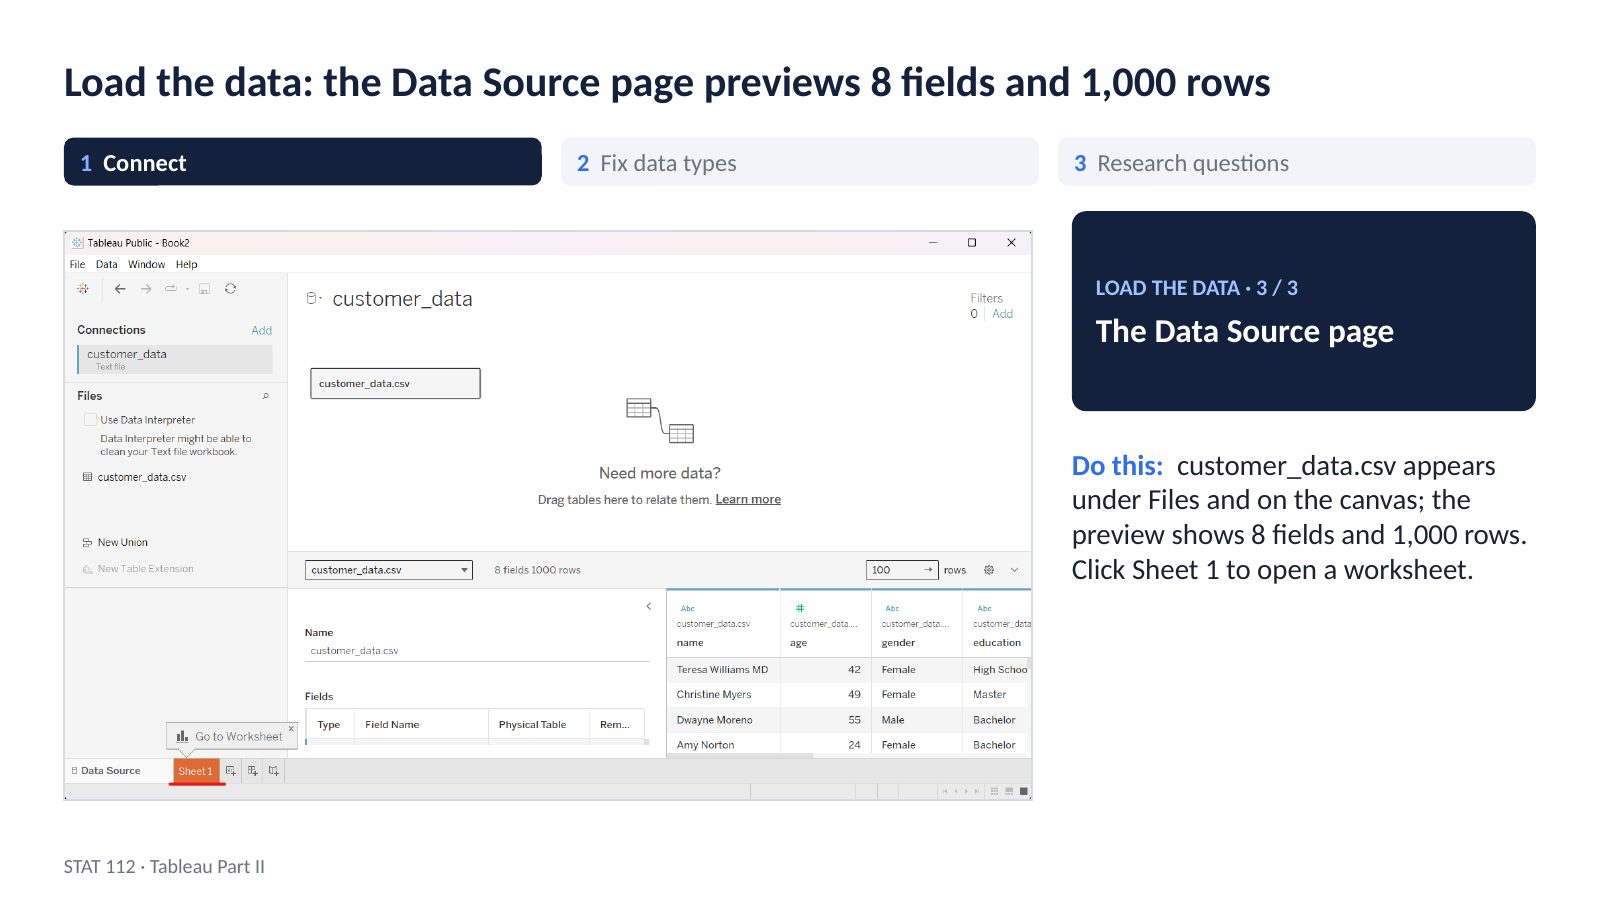 Load the data: the Data Source page previews 8 fields and 1,000 rows
1 Connect
2 Fix data types
3 Research questions
Tableau Public - Book2
File Data Window Help
Connections Add
customer_data
Text file
Files
Use Data Interpreter
Data Interpreter might be able to
clean your Text file workbook.
customer_data.csv
New Union
New Table Extension
customer_data
Filters
0 Add
customer_data.csv
Need more data?
Drag tables here to relate them. Learn more
customer_data.csv
8 fields 1000 rows
100 → rows
Name
customer_data.csv
Fields
Type Field Name Physical Table Rem...
Abc # Abc Abc
customer_data.csv customer_data.... customer_data.... customer_data
name age gender education
Teresa Williams MD 42 Female High Schoo
Christine Myers 49 Female Master
Dwayne Moreno 55 Male Bachelor
Amy Norton 24 Female Bachelor
Go to Worksheet
Data Source Sheet 1
LOAD THE DATA · 3 / 3
The Data Source page
Do this: customer_data.csv appears
under Files and on the canvas; the
preview shows 8 fields and 1,000 rows.
Click Sheet 1 to open a worksheet.
STAT 112 · Tableau Part II